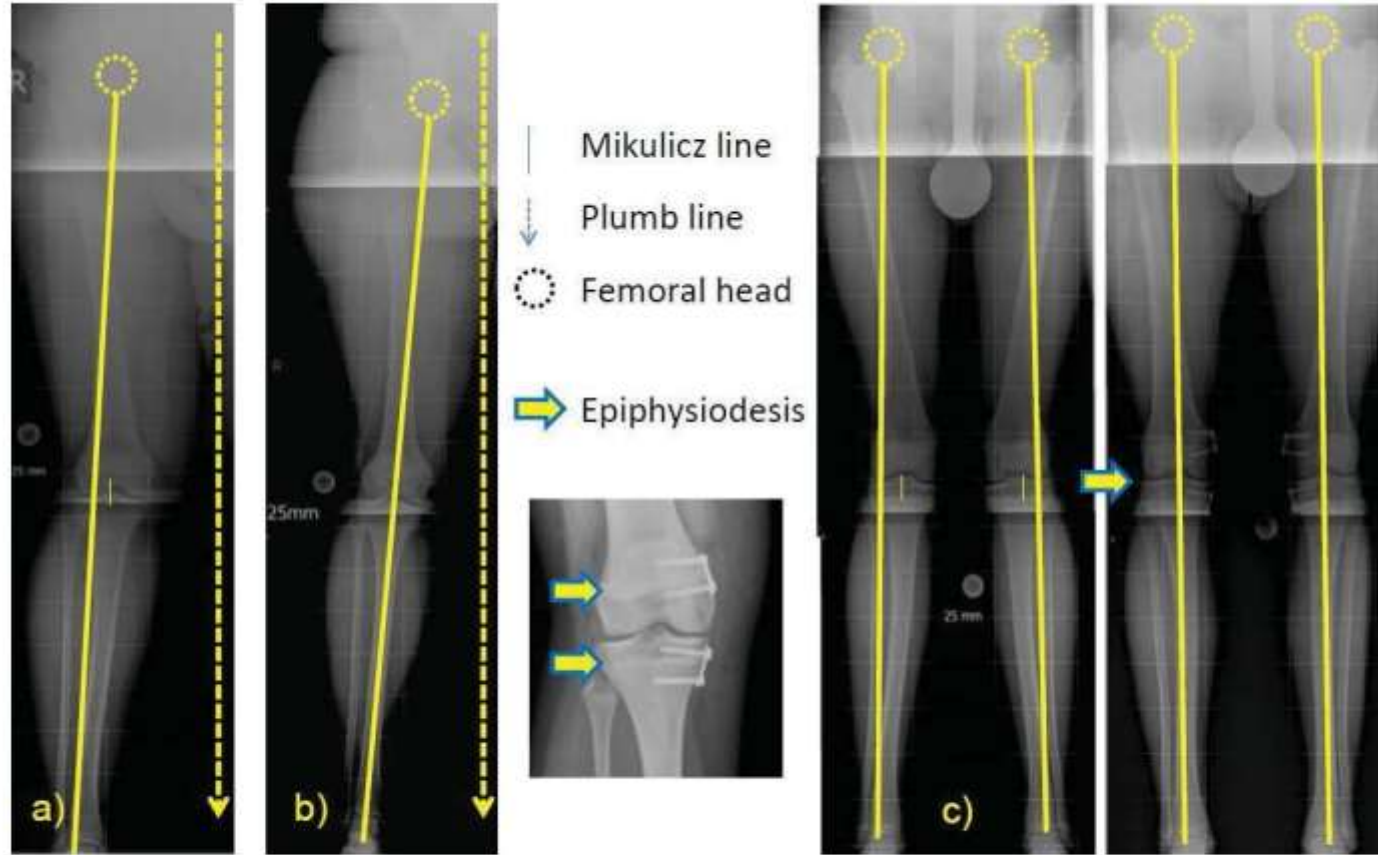 R
25 mm
a)
R
25mm
b)
Mikulicz line
Plumb line
Femoral head
Epiphysiodesis
25 mm
c)